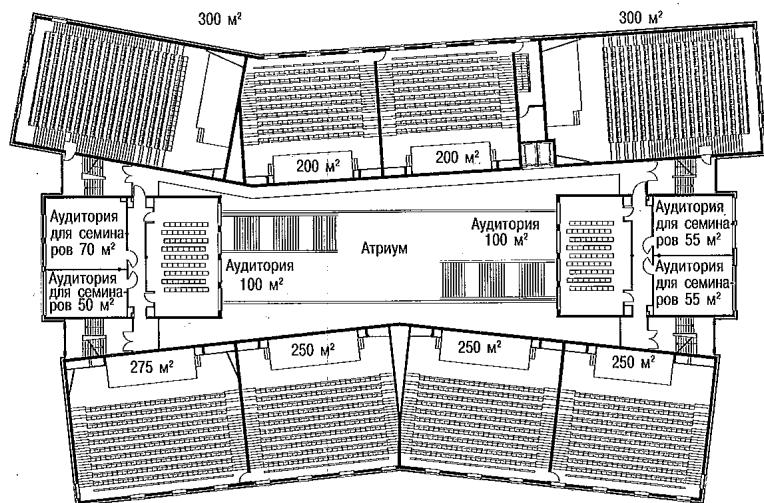 300 м²
300 м²
200 м²
200 м²
Аудитория
для семина-
ров 70 м²
Аудитория
для семина-
ров 50 м²
Аудитория
100 м²
Атриум
Аудитория
100 м²
Аудитория
для семина-
ров 55 м²
Аудитория
для семина-
ров 55 м²
275 м²
250 м²
250 м²
250 м²